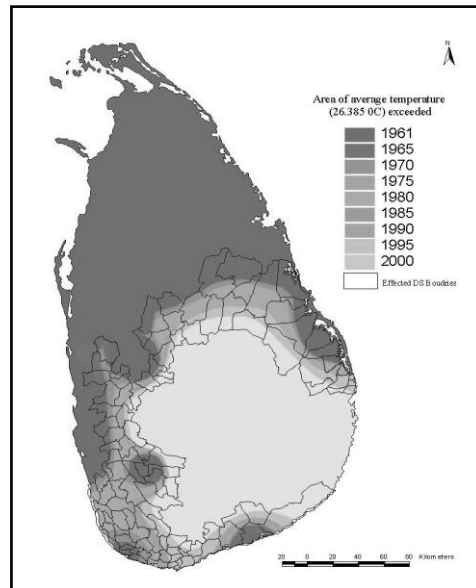 N
Area of average temperature
(26.385 0C) exceeded
1961
1965
1970
1975
1980
1985
1990
1995
2000
Effected DS Boudries
20 0 20 40 60 80 Kilometers